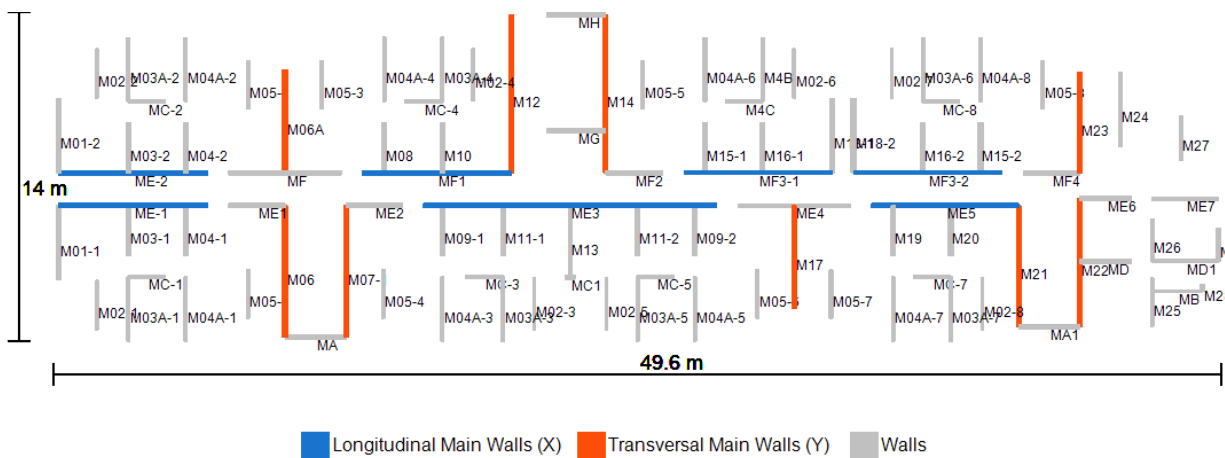 MH
M02-2 M03A-2 M04A-2 M05- M05-3 M04A-4 M03A-4 M02-4 M12 M14 M05-5 M04A-6 M4B M02-6 M02-7 M03A-6 M04A-8 M05-8
MC-2 M06A MC-4 M4C MC-8 M23 M24
M01-2 M03-2 M04-2 M08 M10 MG M15-1 M16-1 M18-2 M16-2 M15-2 M27
ME-2 MF MF1 MF2 MF3-1 MF3-2 MF4
14 m
ME-1 ME1 ME2 ME3 ME4 ME5 ME6 ME7
M01-1 M03-1 M04-1 M09-1 M11-1 M13 M11-2 M09-2 M19 M20 M26
MC-1 M06 M07- MC-3 MC1 MC-5 M17 MC-7 M21 M22 MD MD1
M02-1 M03A-1 M04A-1 M05- M05-4 M04A-3 M03A-3 M02-3 M02-5 M03A-5 M04A-5 M05-6 M05-7 M04A-7 M03A-7 M02-8 M25 MB M2
MA MA1
49.6 m
Longitudinal Main Walls (X) Transversal Main Walls (Y) Walls